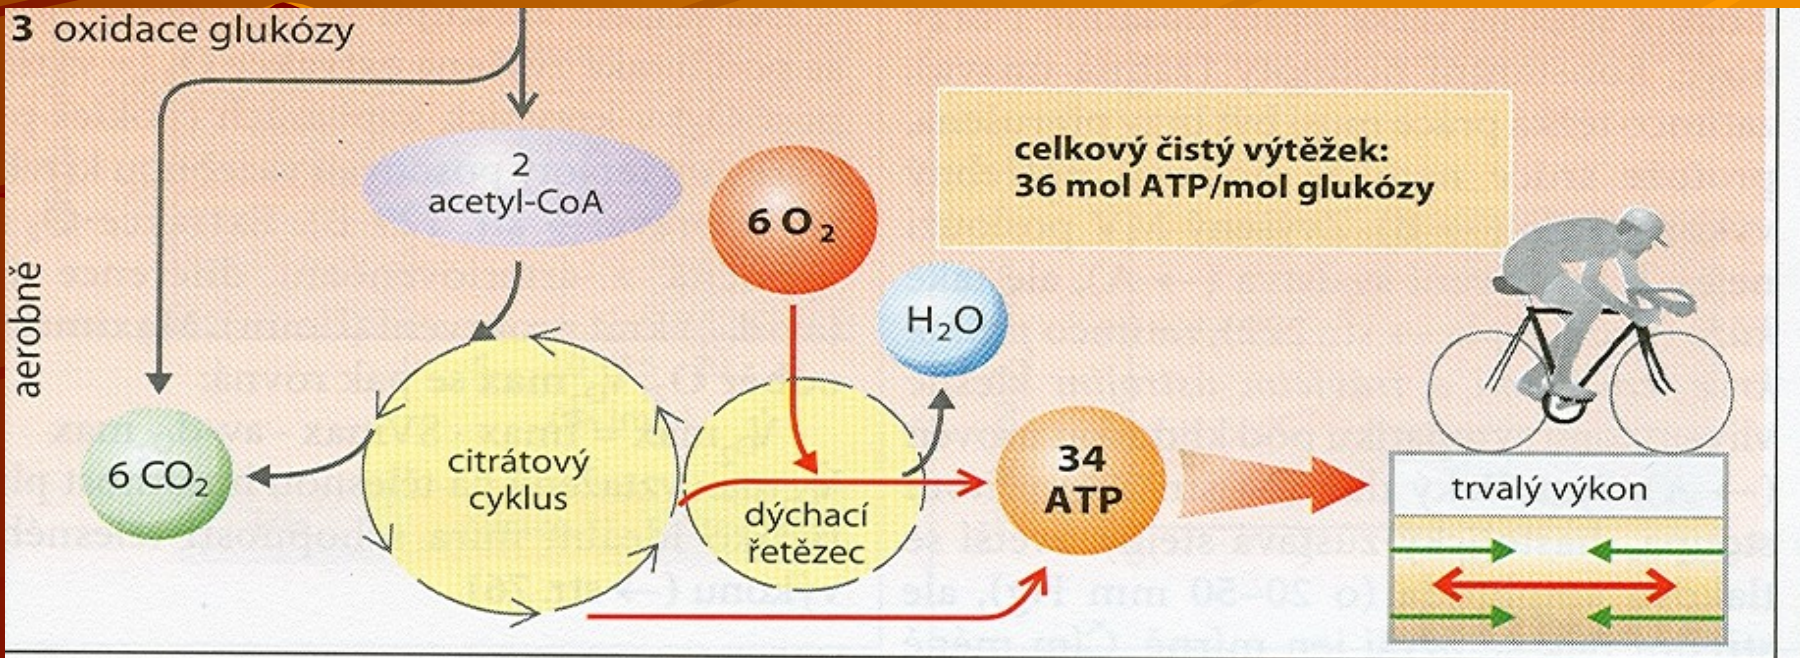 3 oxidace glukózy
2
acetyl-CoA
6 O₂
celkový čistý výtěžek:
36 mol ATP/mol glukózy
aerobně
H₂O
6 CO₂
citrátový
cyklus
dýchací
řetězec
34
ATP
trvalý výkon